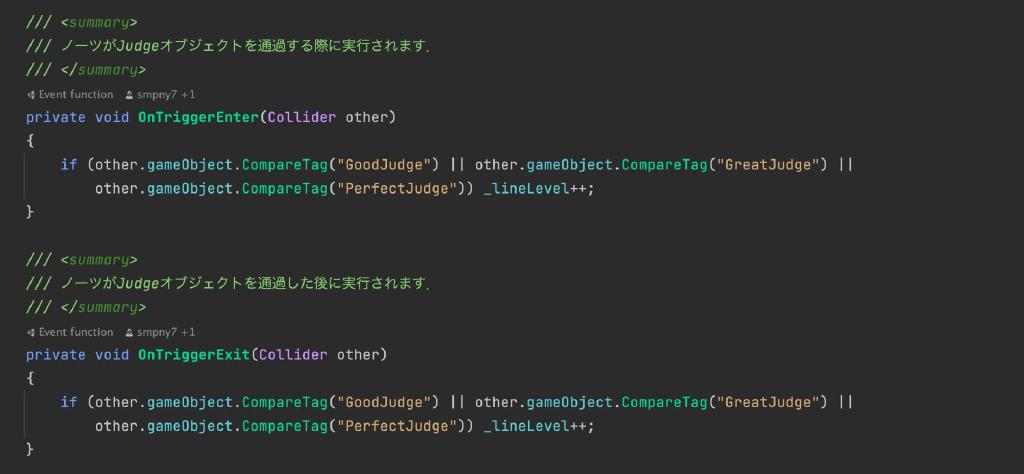 /// <summary>
/// ノーツがJudgeオブジェクトを通過する際に実行されます.
/// </summary>
Event function smpny7 +1
private void OnTriggerEnter(Collider other)
{
if (other.gameObject.CompareTag("GoodJudge") || other.gameObject.CompareTag("GreatJudge") ||
other.gameObject.CompareTag("PerfectJudge")) _lineLevel++;
}
/// <summary>
/// ノーツがJudgeオブジェクトを通過した後に実行されます.
/// </summary>
Event function smpny7 +1
private void OnTriggerExit(Collider other)
{
if (other.gameObject.CompareTag("GoodJudge") || other.gameObject.CompareTag("GreatJudge") ||
other.gameObject.CompareTag("PerfectJudge")) _lineLevel++;
}